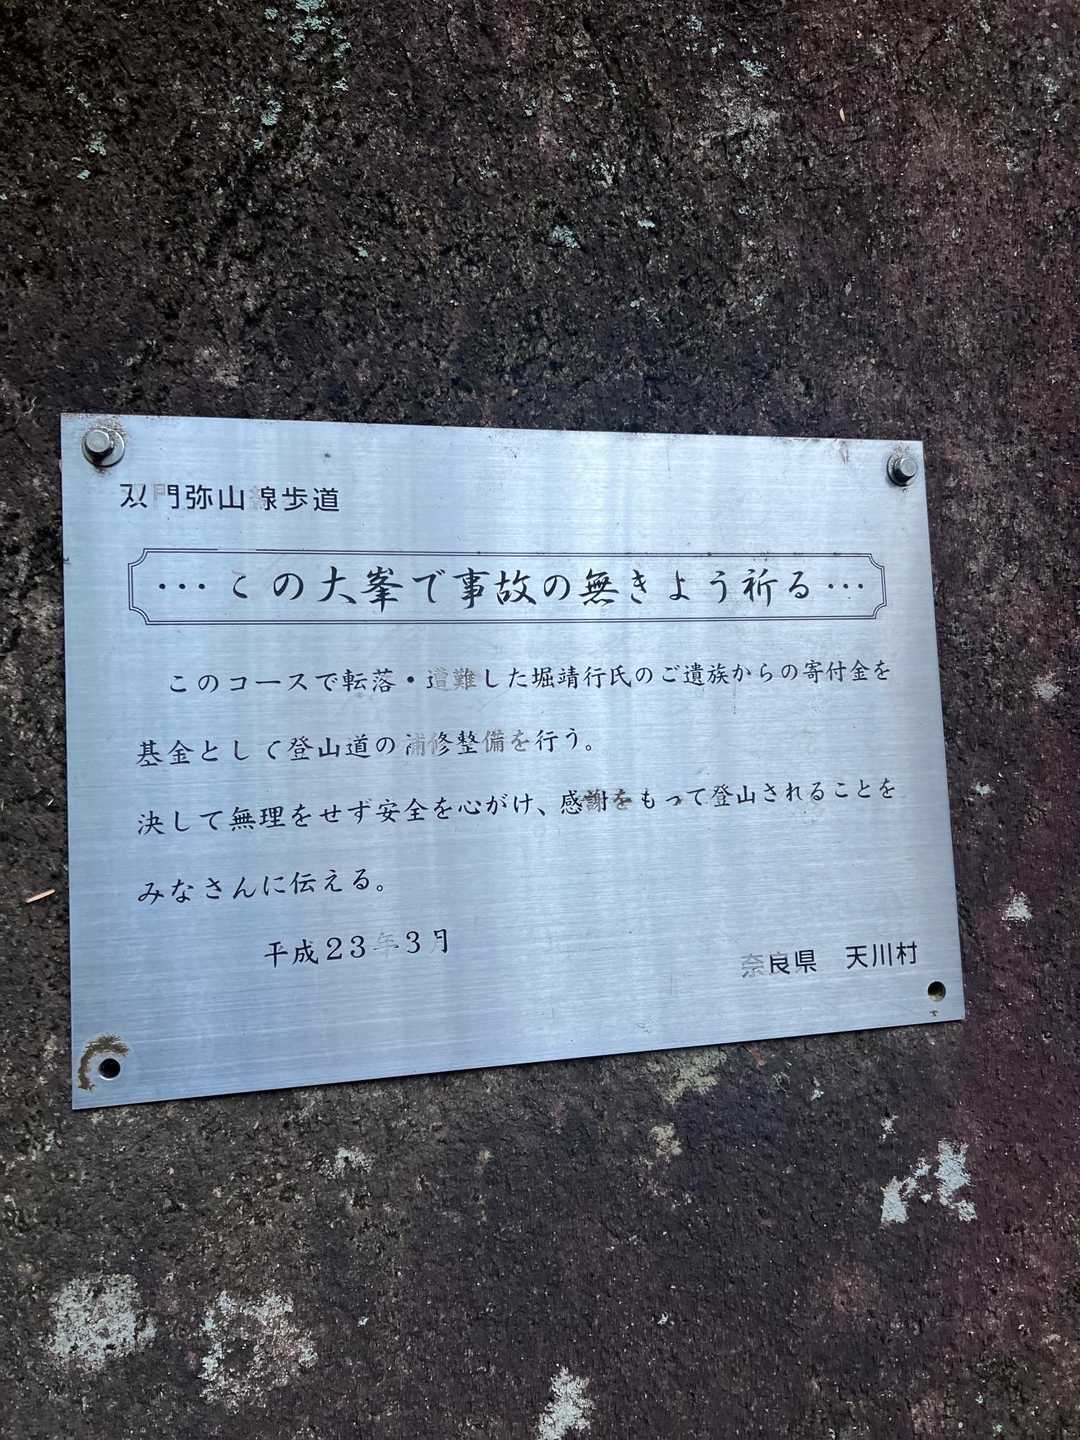 双門弥山線歩道
…この大峯で事故の無きよう祈る…
このコースで転落・遭難した堀靖行氏のご遺族からの寄付金を
基金として登山道の補修整備を行う。
決して無理をせず安全を心がけ、感謝をもって登山されることを
みなさんに伝える。
平成23年3月
奈良県　天川村